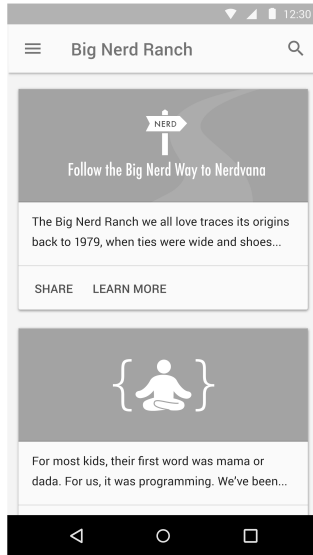 12:30
Big Nerd Ranch
NERD
Follow the Big Nerd Way to Nerdvana
The Big Nerd Ranch we all love traces its origins
back to 1979, when ties were wide and shoes...
SHARE LEARN MORE
{ }
For most kids, their first word was mama or
dada. For us, it was programming. We've been...